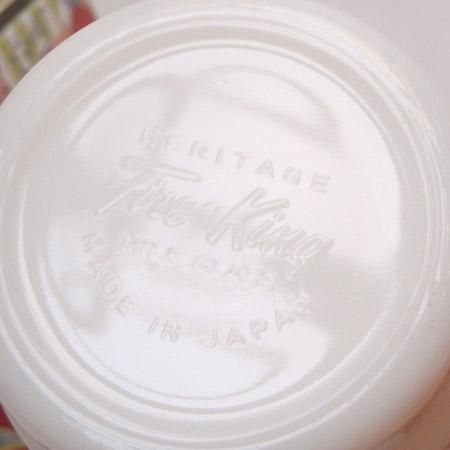 HERITAGE
Fire-King
MILK GLASS
MADE IN JAPAN